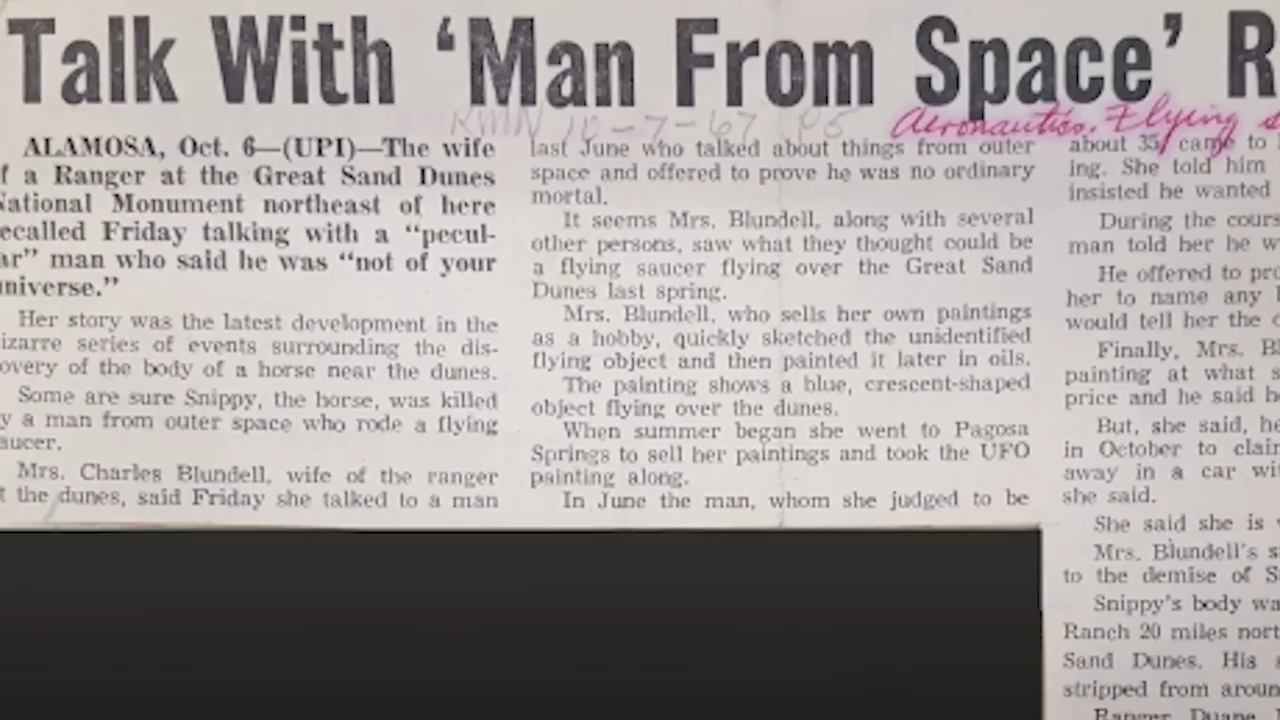 Talk With ‘Man From Space’ R
RMN 10-7-67 P5
Aeronautics. Flying s
ALAMOSA, Oct. 6—(UPI)—The wife
f a Ranger at the Great Sand Dunes
National Monument northeast of here
ecalled Friday talking with a “pecul-
ar” man who said he was “not of your
universe.”
Her story was the latest development in the
izarre series of events surrounding the dis-
overy of the body of a horse near the dunes.
Some are sure Snippy, the horse, was killed
y a man from outer space who rode a flying
aucer.
Mrs. Charles Blundell, wife of the ranger
t the dunes, said Friday she talked to a man
last June who talked about things from outer
space and offered to prove he was no ordinary
mortal.
It seems Mrs. Blundell, along with several
other persons, saw what they thought could be
a flying saucer flying over the Great Sand
Dunes last spring.
Mrs. Blundell, who sells her own paintings
as a hobby, quickly sketched the unidentified
flying object and then painted it later in oils.
The painting shows a blue, crescent-shaped
object flying over the dunes.
When summer began she went to Pagosa
Springs to sell her paintings and took the UFO
painting along.
In June the man, whom she judged to be
about 35, came to
ing. She told him
insisted he wanted
During the cours
man told her he w
He offered to pro
her to name any
would tell her the
Finally, Mrs. Bl
painting at what s
price and he said h
But, she said, he
in October to clai
away in a car wi
she said.
She said she is
Mrs. Blundell's s
to the demise of S
Snippy's body wa
Ranch 20 miles nort
Sand Dunes. His
stripped from aroun
Ranger Duane